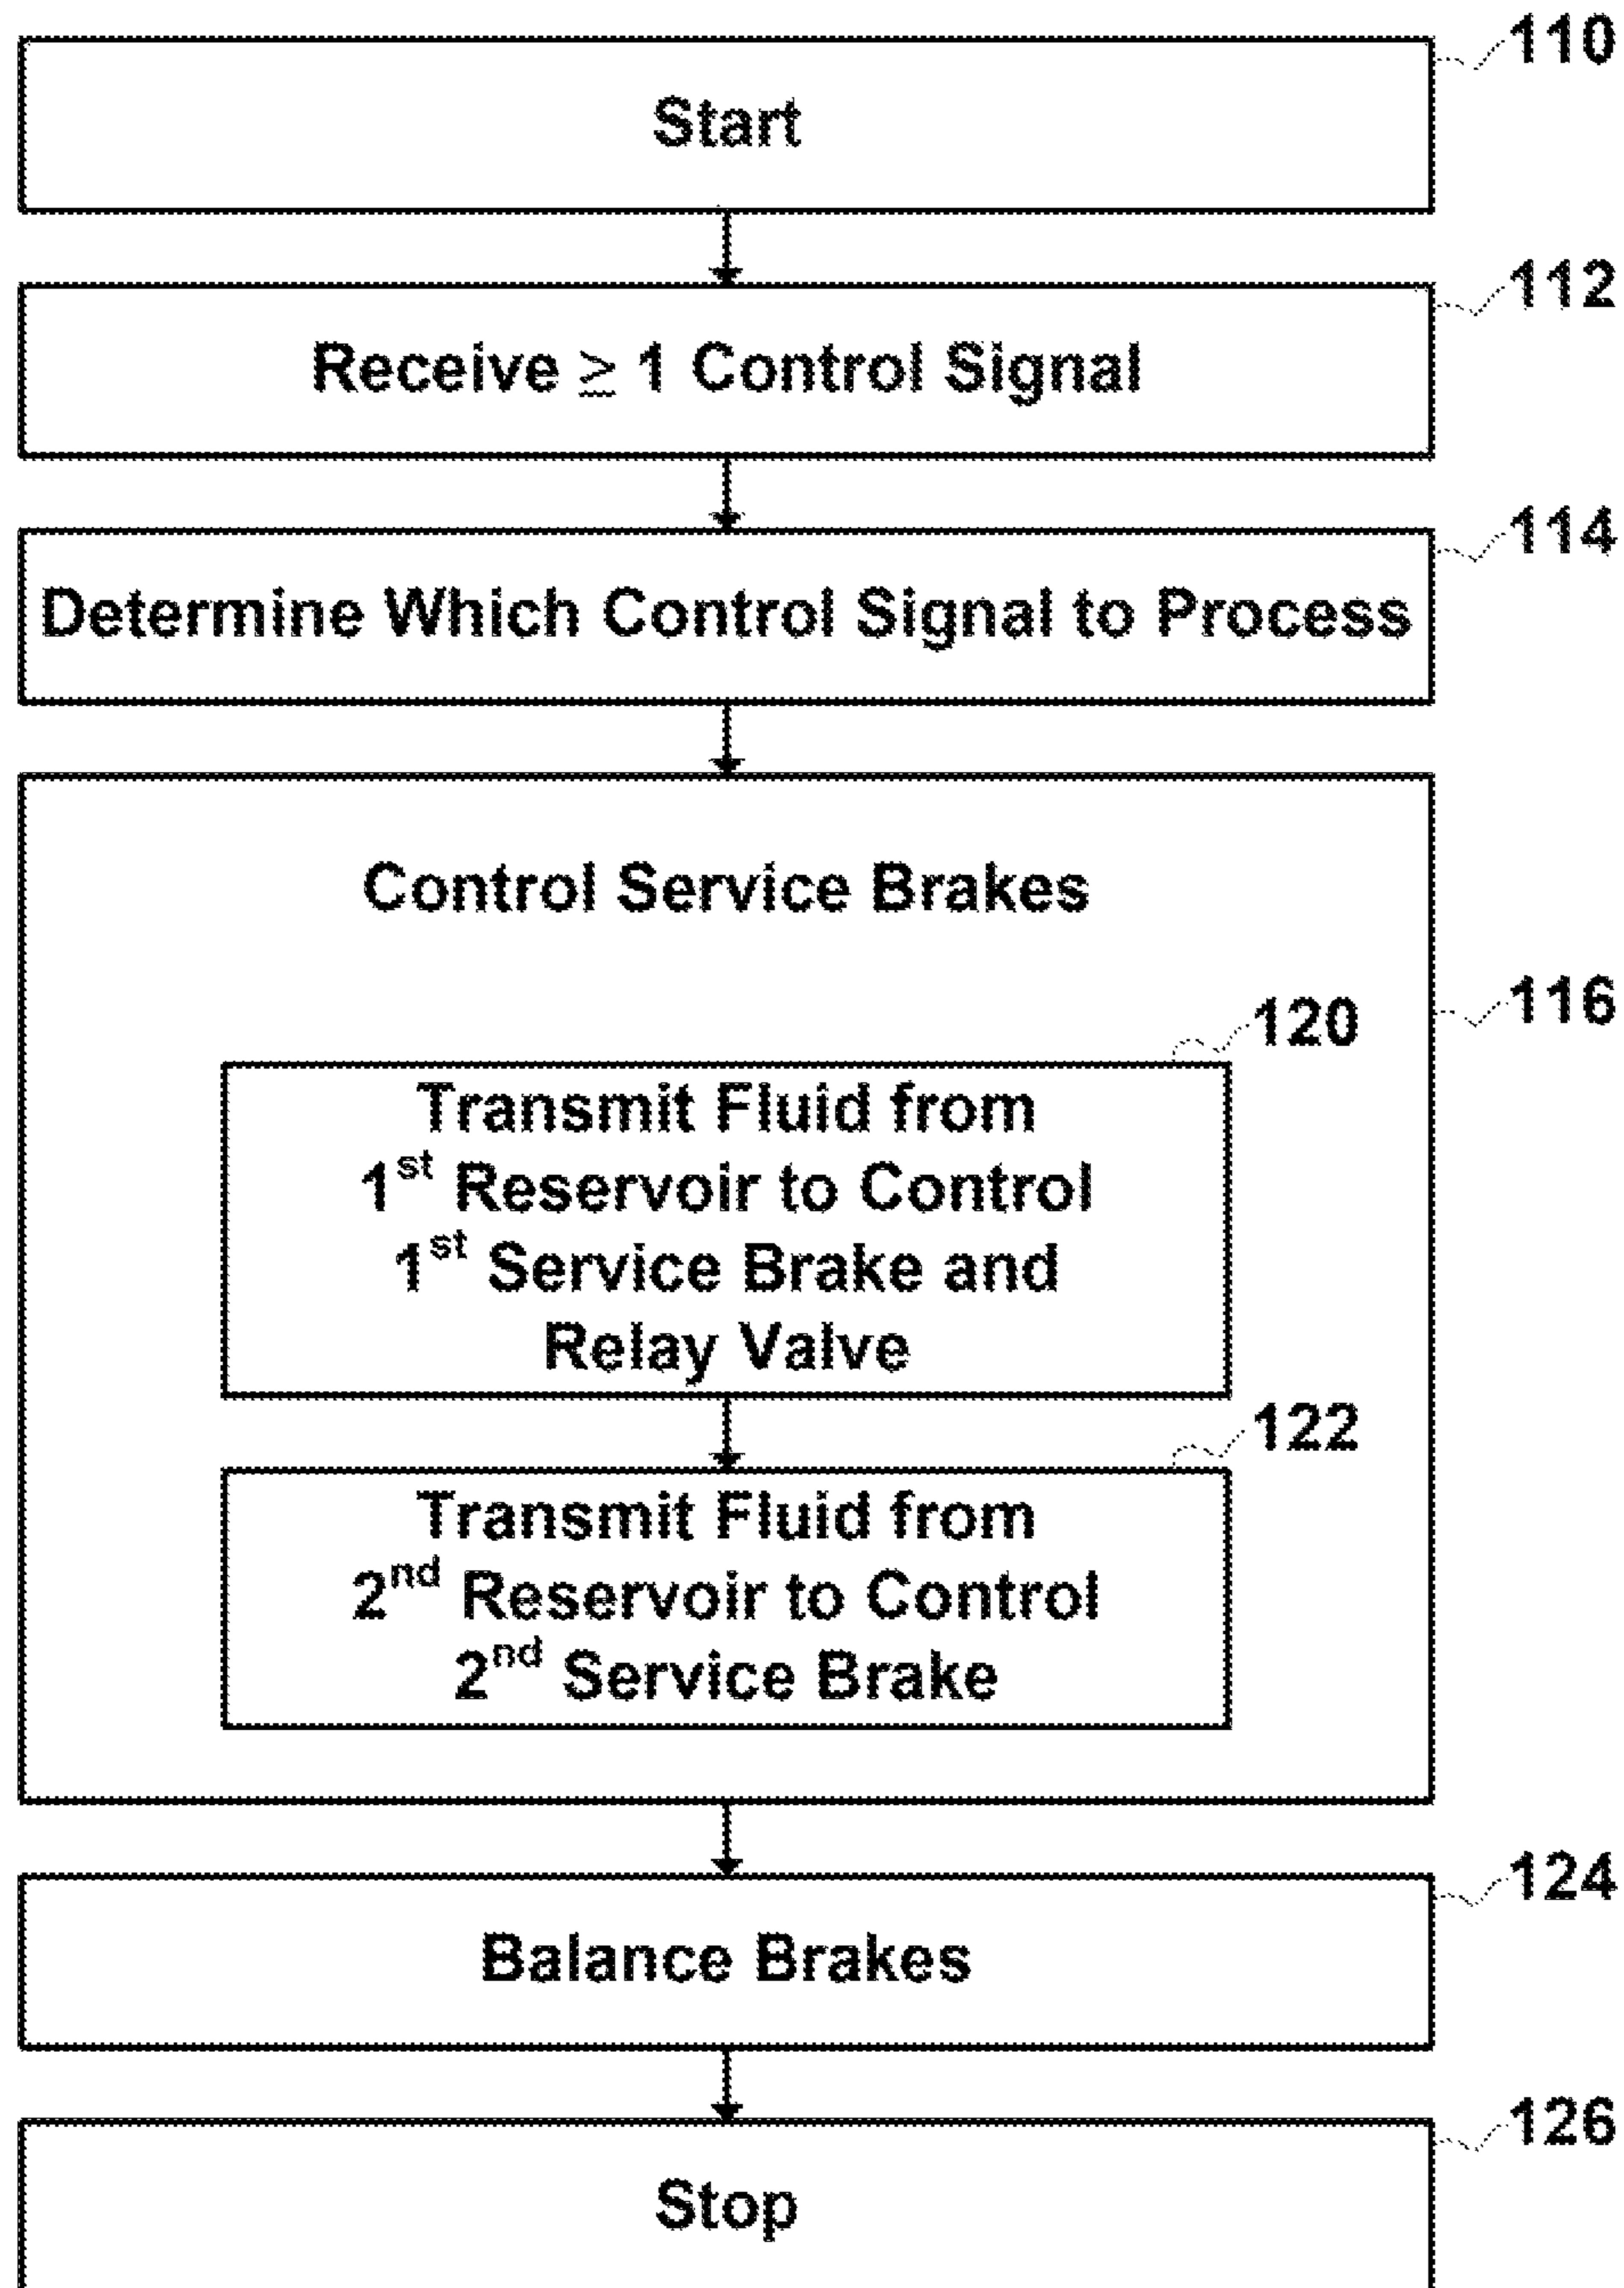 110
Start
112
Receive ≥ 1 Control Signal
114
Determine Which Control Signal to Process
Control Service Brakes
116
120
Transmit Fluid from
1st Reservoir to Control
1st Service Brake and
Relay Valve
122
Transmit Fluid from
2nd Reservoir to Control
2nd Service Brake
124
Balance Brakes
126
Stop